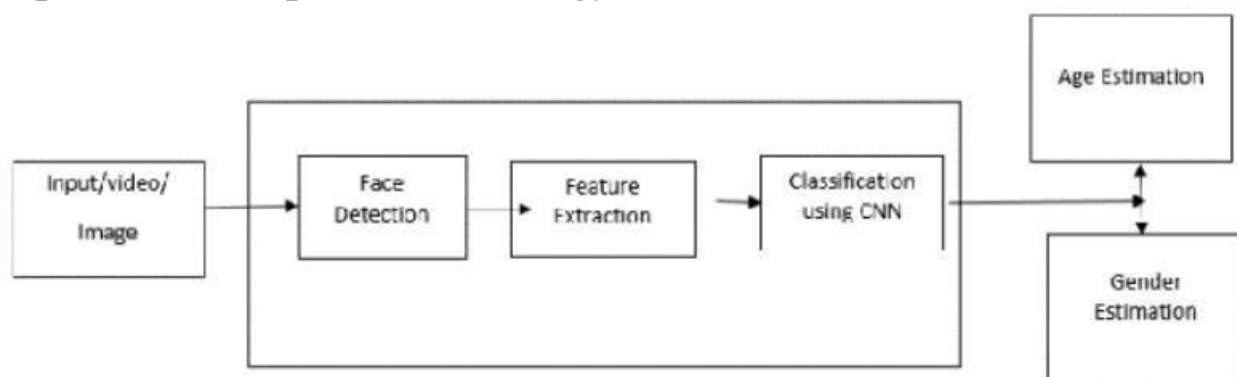 Input/video/
Image
Face
Detection
Feature
Extraction
Classification
using CNN
Age Estimation
Gender
Estimation